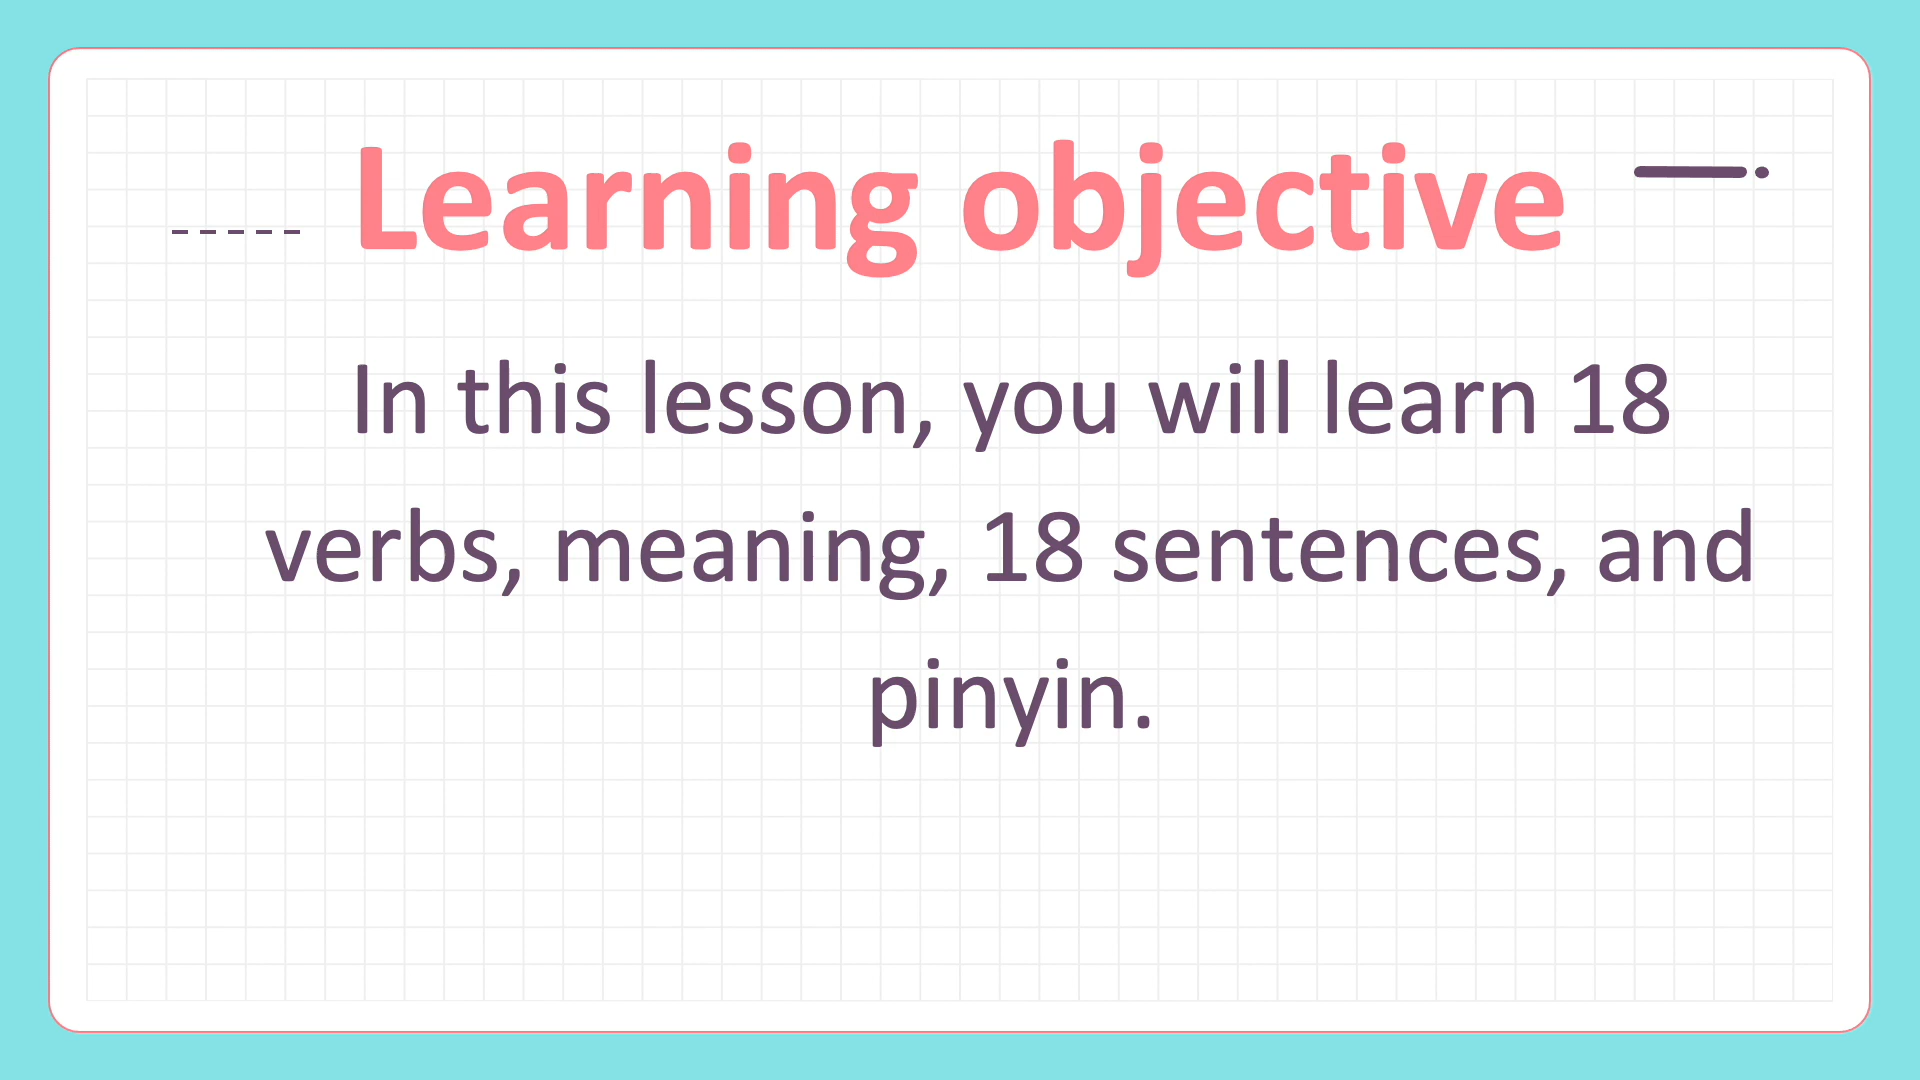 Learning objective
In this lesson, you will learn 18
verbs, meaning, 18 sentences, and
pinyin.